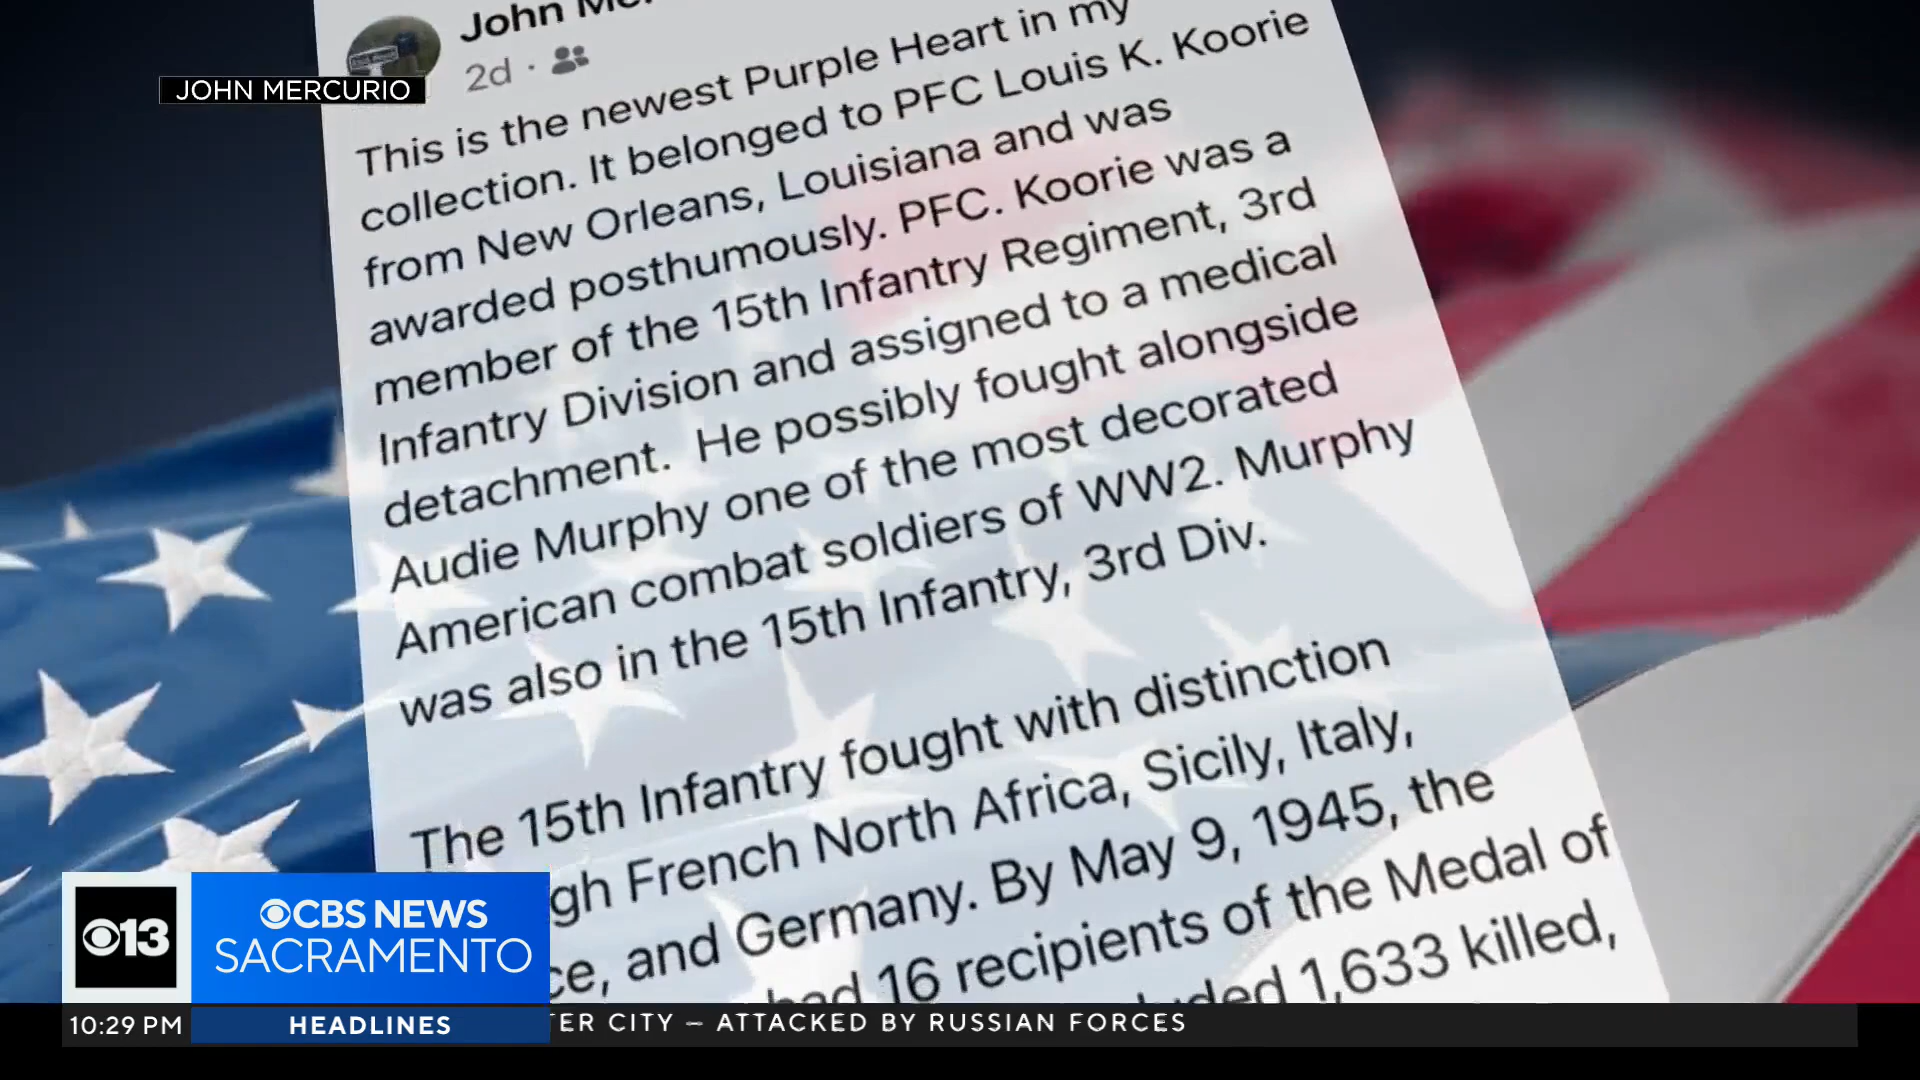 John
2d ·
JOHN MERCURIO
This is the newest Purple Heart in my
collection. It belonged to PFC Louis K. Koorie
from New Orleans, Louisiana and was
awarded posthumously. PFC. Koorie was a
member of the 15th Infantry Regiment, 3rd
Infantry Division and assigned to a medical
detachment. He possibly fought alongside
Audie Murphy one of the most decorated
American combat soldiers of WW2. Murphy
was also in the 15th Infantry, 3rd Div.
The 15th Infantry fought with distinction
gh French North Africa, Sicily, Italy,
ce, and Germany. By May 9, 1945, the
had 16 recipients of the Medal of
uded 1,633 killed,
13
CBS NEWS
SACRAMENTO
10:29 PM
HEADLINES
TER CITY – ATTACKED BY RUSSIAN FORCES